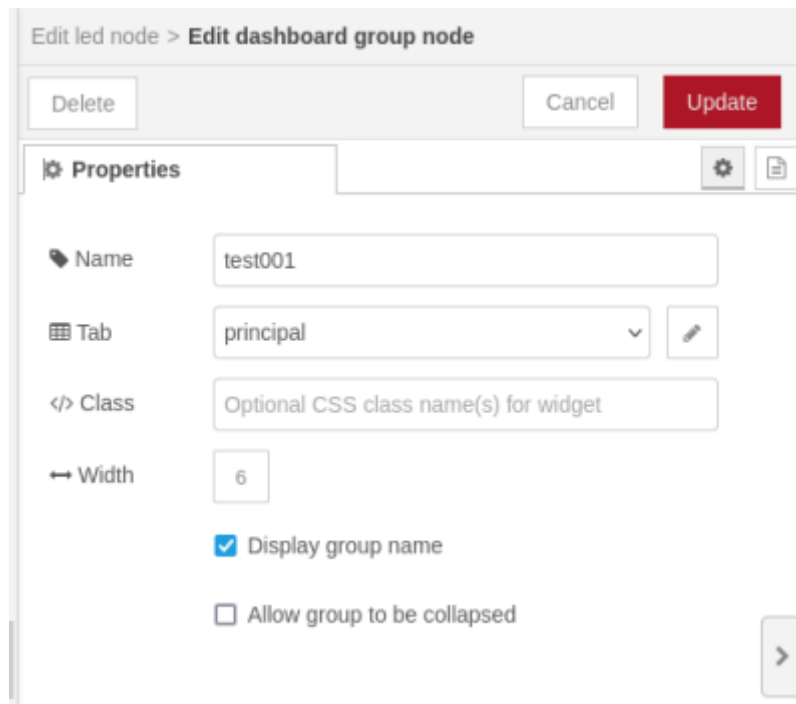 Edit led node > Edit dashboard group node
Delete
Cancel
Update
Properties
Name
test001
Tab
principal
</> Class
Optional CSS class name(s) for widget
Width
6
Display group name
Allow group to be collapsed